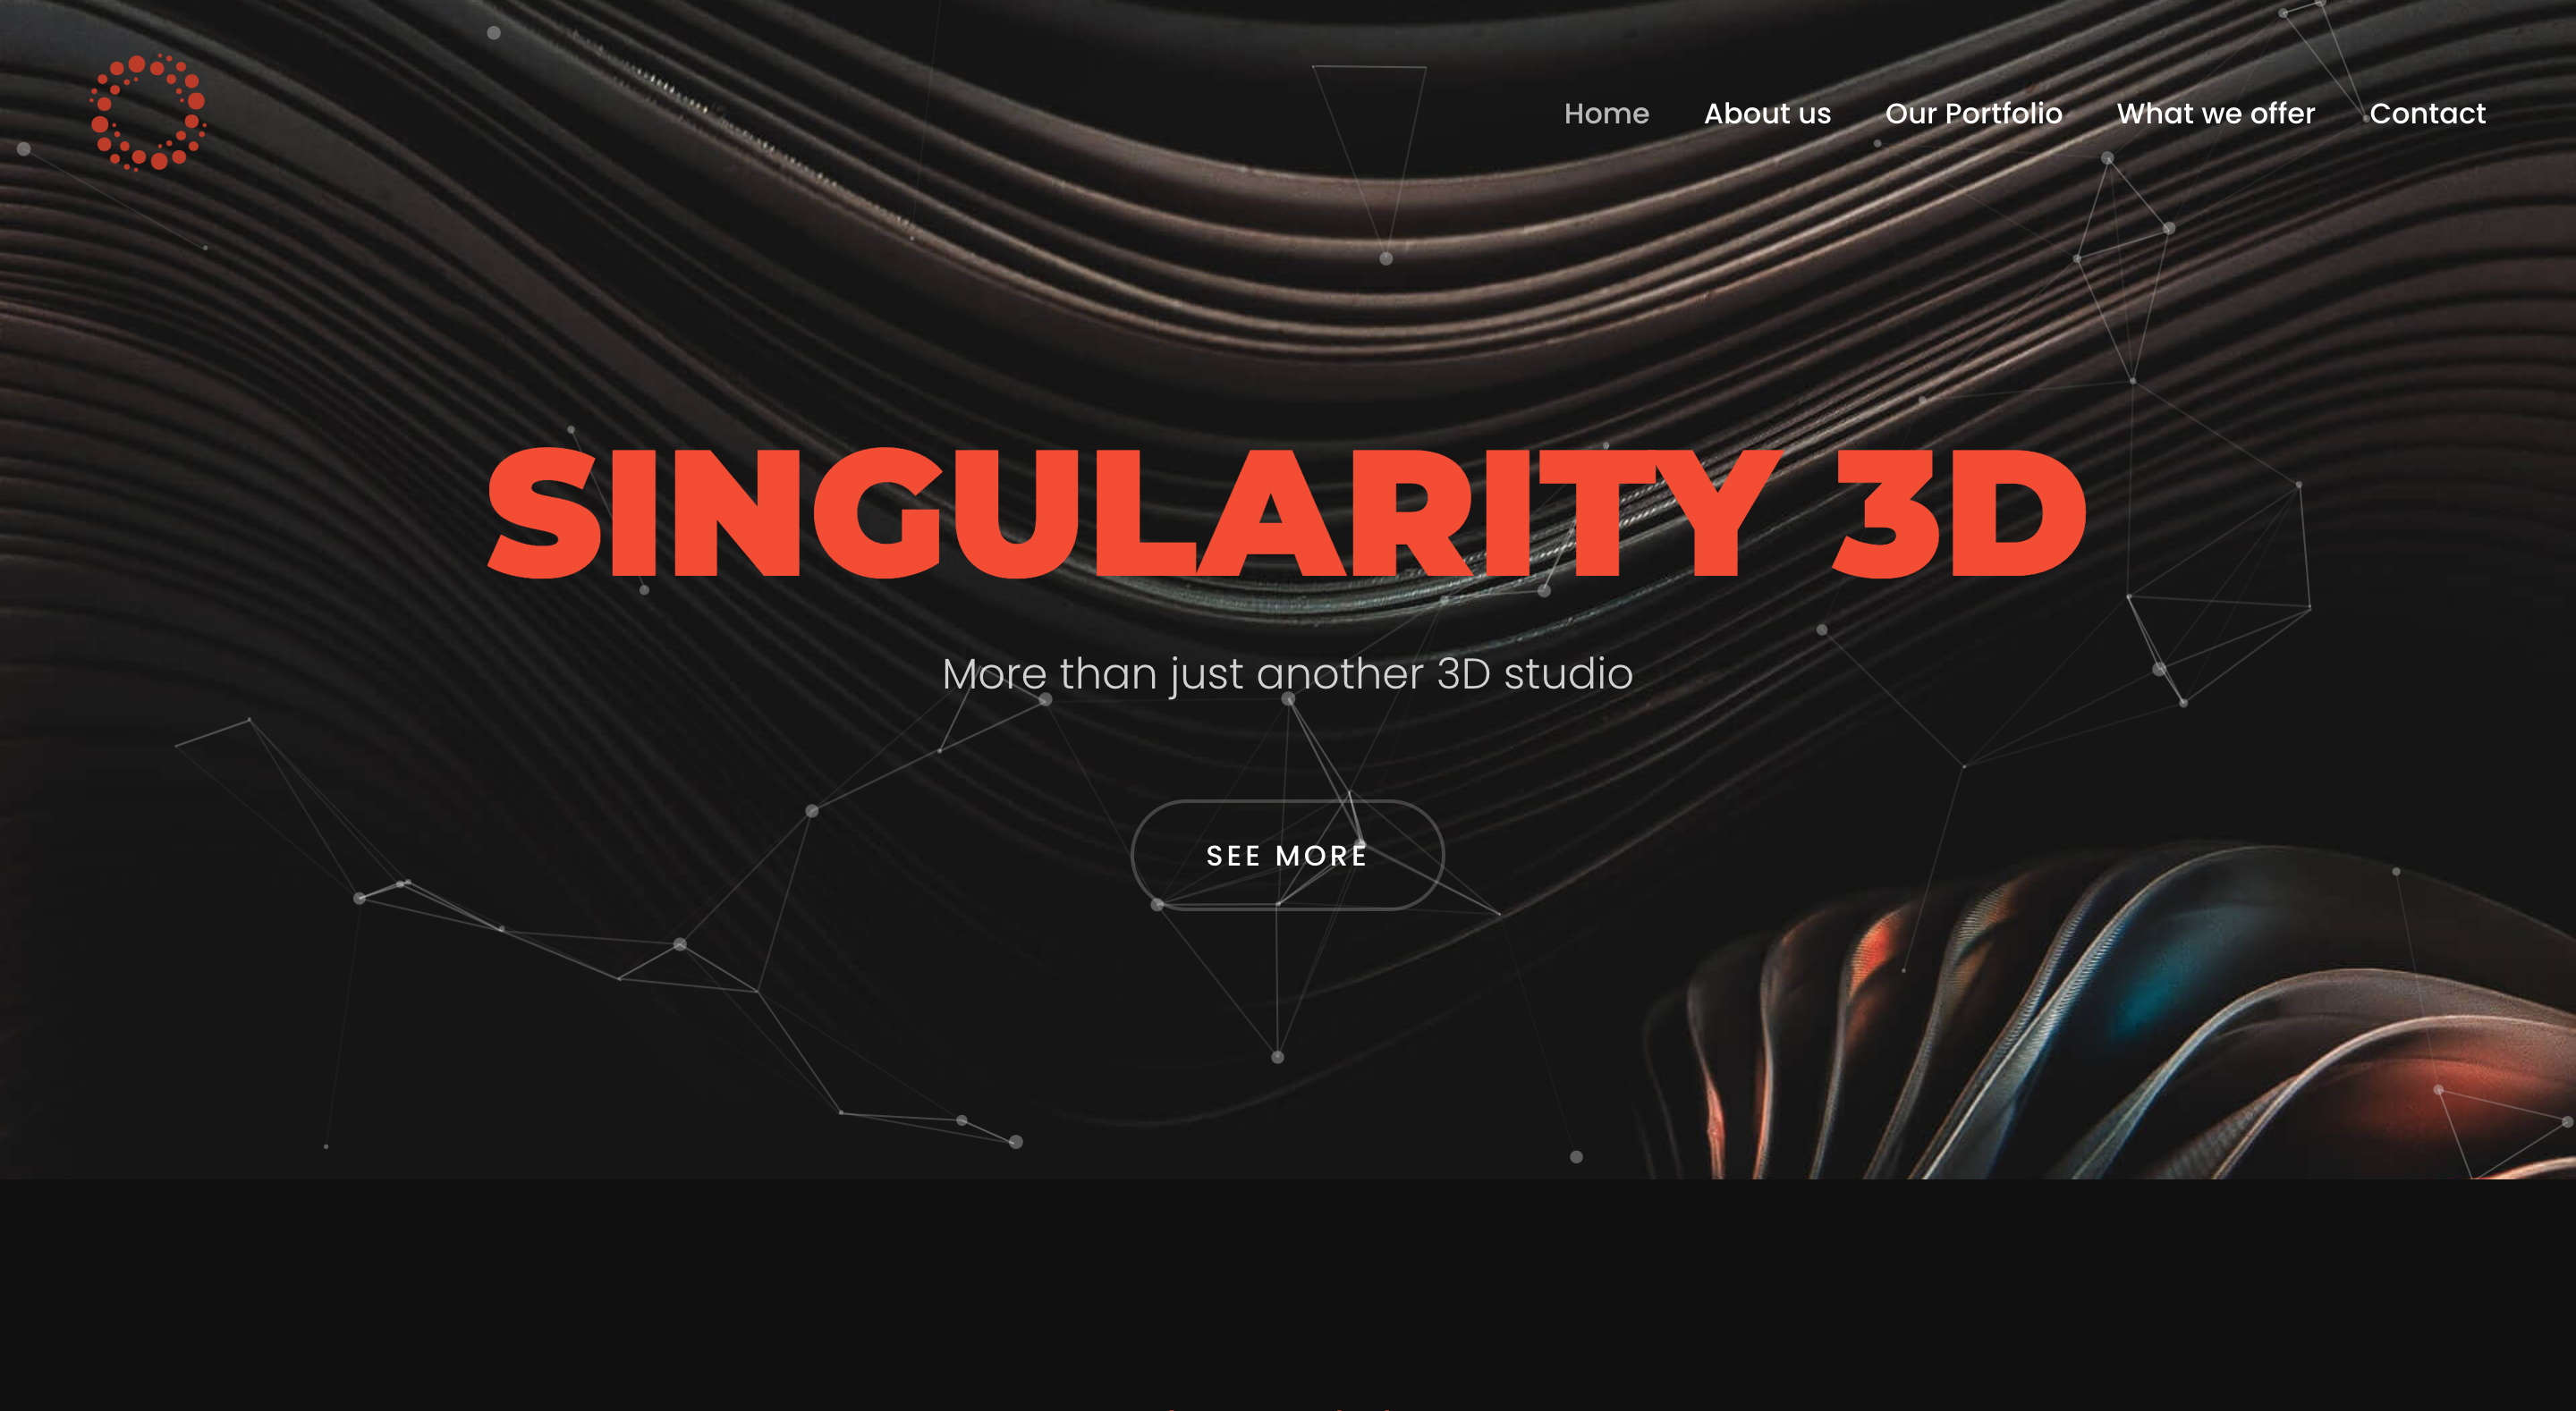 Home About us Our Portfolio What we offer Contact
SINGULARITY 3D
More than just another 3D studio
SEE MORE